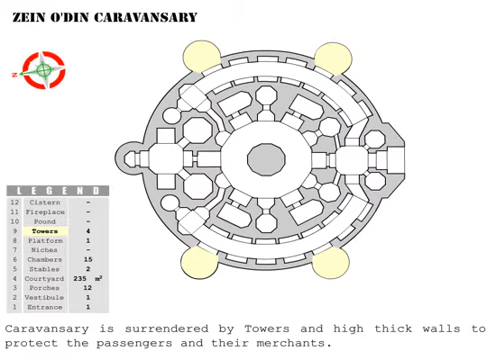 ZEIN O'DIN CARAVANSARY
N
LEGEND
12 Cistern -
11 Fireplace -
10 Pound -
9 Towers 4
8 Platform 1
7 Niches -
6 Chambers 15
5 Stables 2
4 Courtyard 235 m²
3 Porches 12
2 Vestibule 1
1 Entrance 1
Caravansary is surrendered by Towers and high thick walls to
protect the passengers and their merchants.